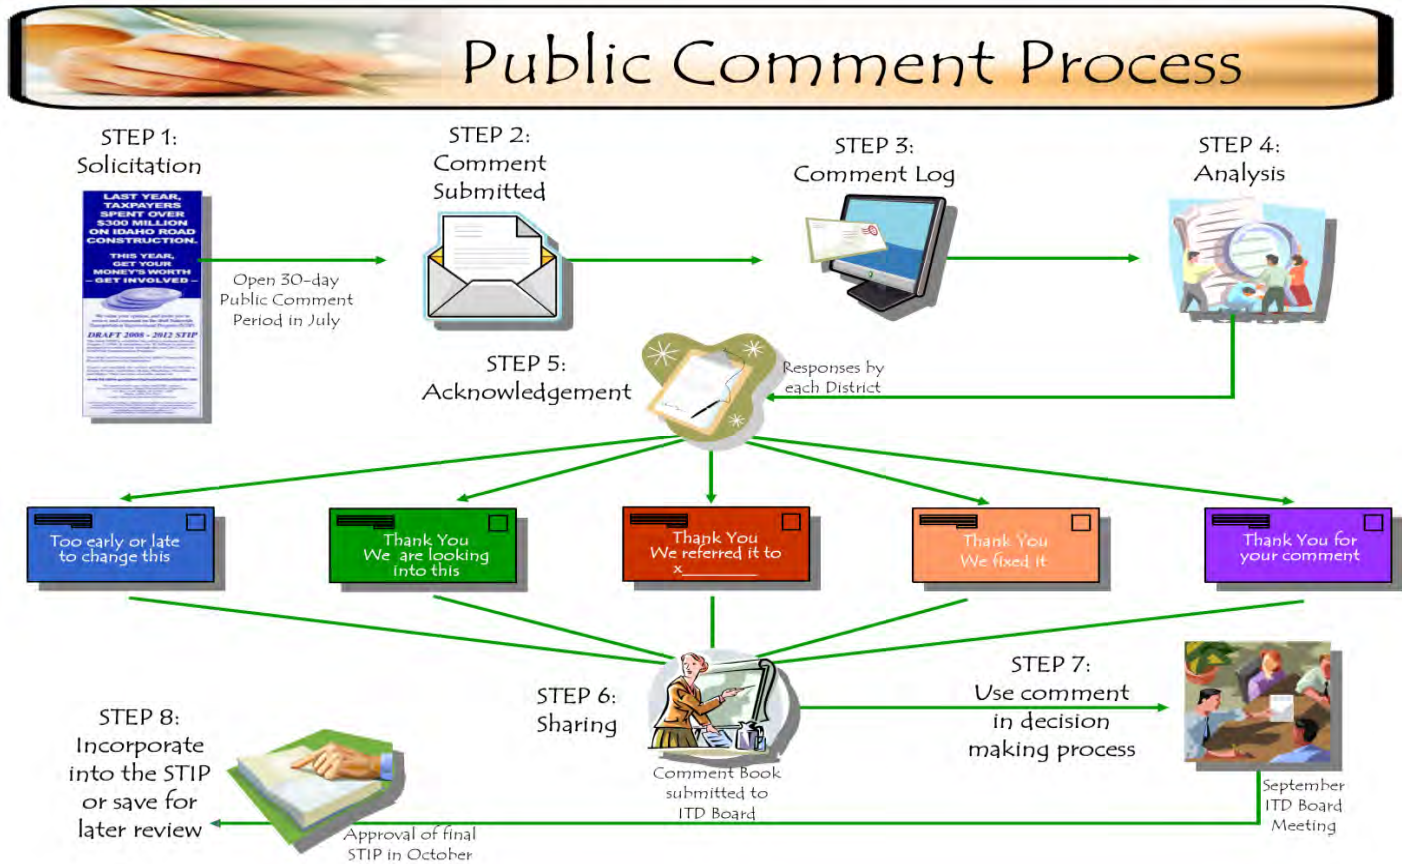 Public Comment Process
STEP 1:
Solicitation
LAST YEAR,
TAXPAYERS
SPENT OVER
$300 MILLION
ON IDAHO ROAD
CONSTRUCTION.
THIS YEAR,
GET YOUR
MONEY'S WORTH
– GET INVOLVED –
DRAFT 2008 - 2012 STIP
Open 30-day
Public Comment
Period in July
STEP 2:
Comment
Submitted
STEP 3:
Comment Log
STEP 4:
Analysis
STEP 5:
Acknowledgement
Responses by
each District
Too early or late
to change this
Thank You
We are looking
into this
Thank You
We referred it to
x__________
Thank You
We fixed it
Thank You for
your comment
STEP 6:
Sharing
Comment Book
submitted to
ITD Board
STEP 7:
Use comment
in decision
making process
September
ITD Board
Meeting
STEP 8:
Incorporate
into the STIP
or save for
later review
Approval of final
STIP in October